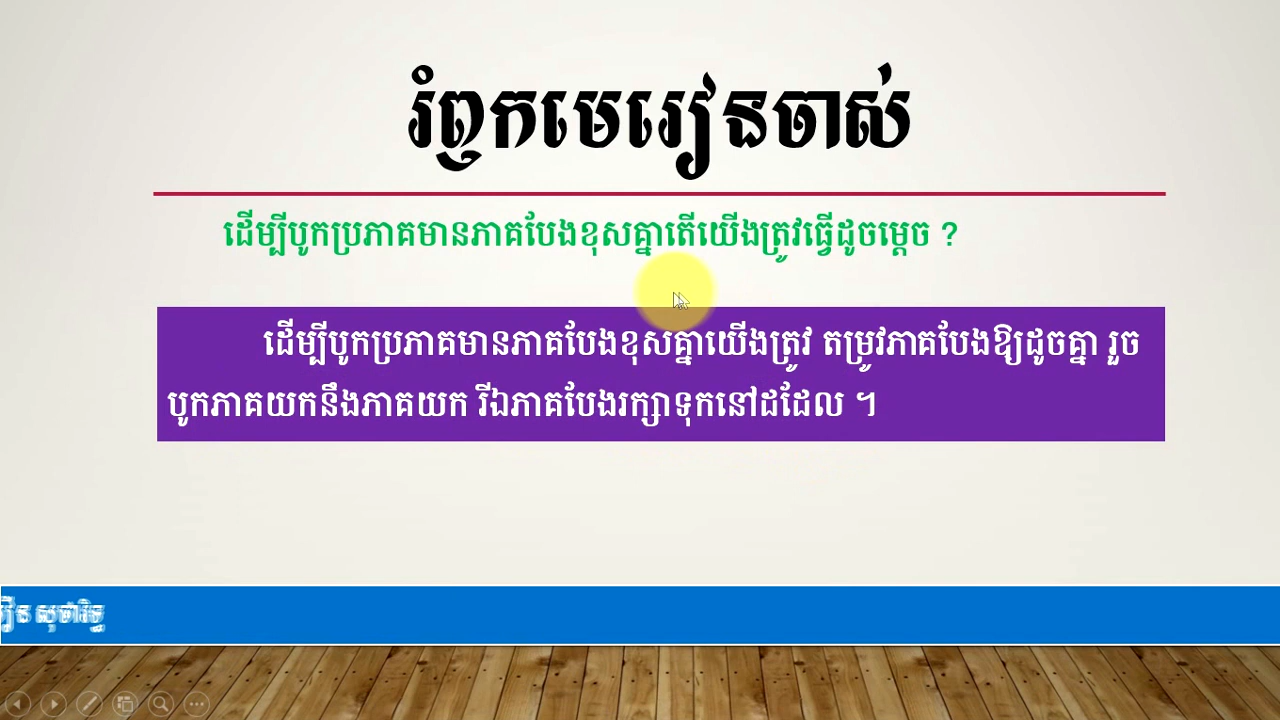 រំឭកមេរៀនចាស់
ដើម្បីបូកប្រភាគមានភាគបែងខុសគ្នាតើយើងត្រូវធ្វើដូចម្ដេច ?
ដើម្បីបូកប្រភាគមានភាគបែងខុសគ្នាយើងត្រូវ តម្រូវភាគបែងឱ្យដូចគ្នា រួច
បូកភាគយកនឹងភាគយក រីឯភាគបែងរក្សាទុកនៅដដែល ។